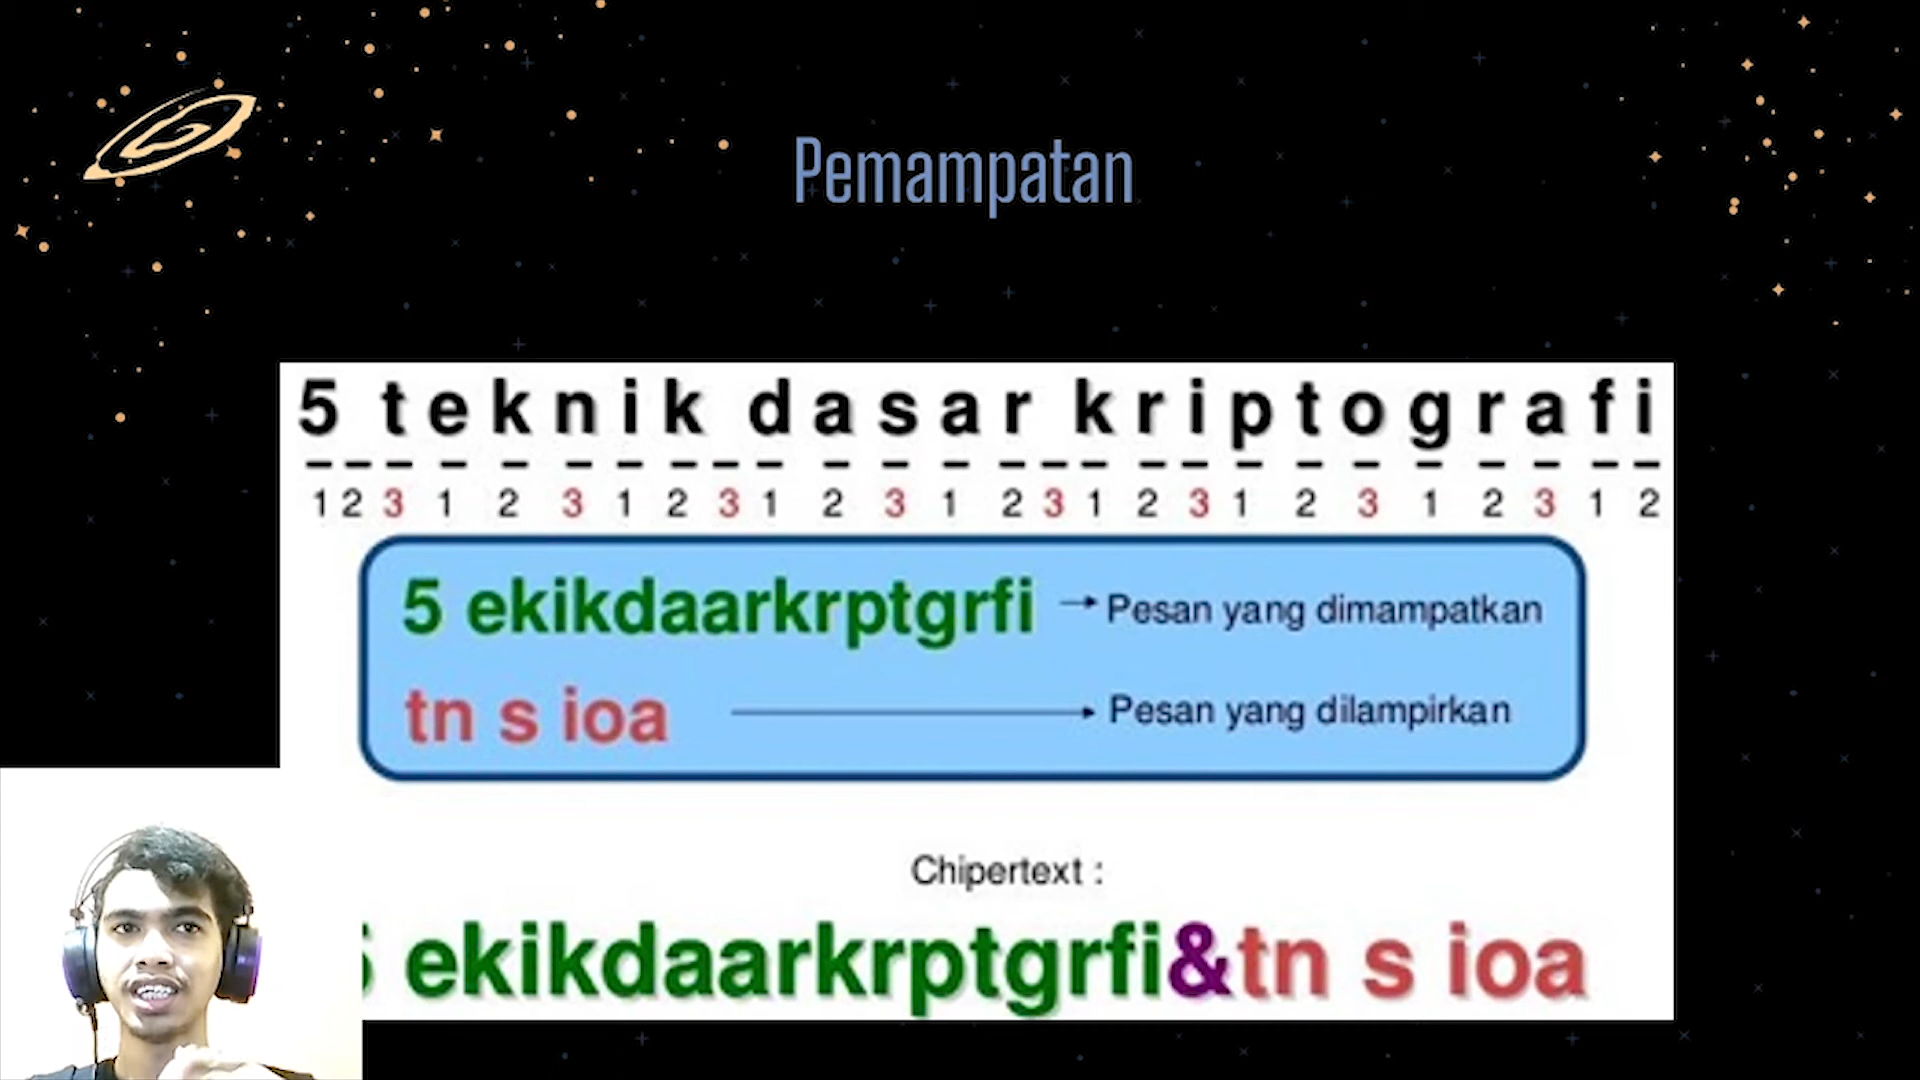 Pemampatan
5 teknik dasar kriptografi
1 2 3 1 2 3 1 2 3 1 2 3 1 2 3 1 2 3 1 2 3 1 2 3 1 2
5 ekikdaarkrptgrfi → Pesan yang dimampatkan
tn s ioa → Pesan yang dilampirkan
Chipertext :
5 ekikdaarkrptgrfi&tn s ioa